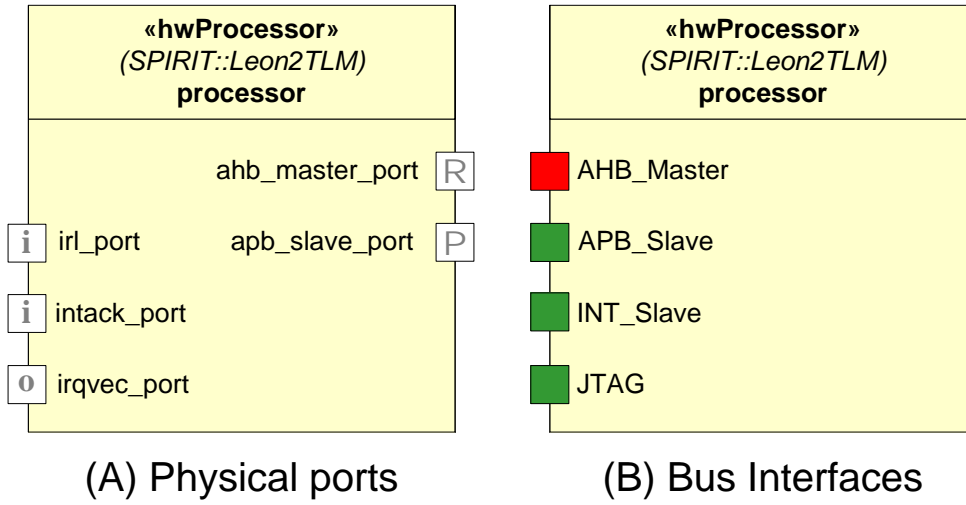 «hwProcessor»
(SPIRIT::Leon2TLM)
processor
ahb_master_port R
i irl_port apb_slave_port P
i intack_port
o irqvec_port
(A) Physical ports
«hwProcessor»
(SPIRIT::Leon2TLM)
processor
AHB_Master
APB_Slave
INT_Slave
JTAG
(B) Bus Interfaces